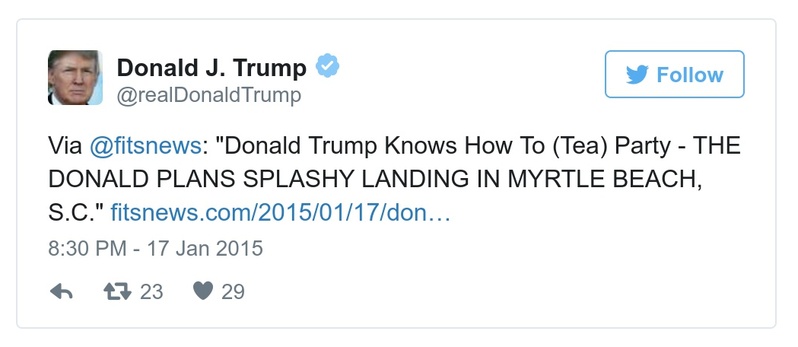 Donald J. Trump
@realDonaldTrump
Follow
Via @fitsnews: "Donald Trump Knows How To (Tea) Party - THE
DONALD PLANS SPLASHY LANDING IN MYRTLE BEACH,
S.C." fitsnews.com/2015/01/17/don…
8:30 PM - 17 Jan 2015
23 29